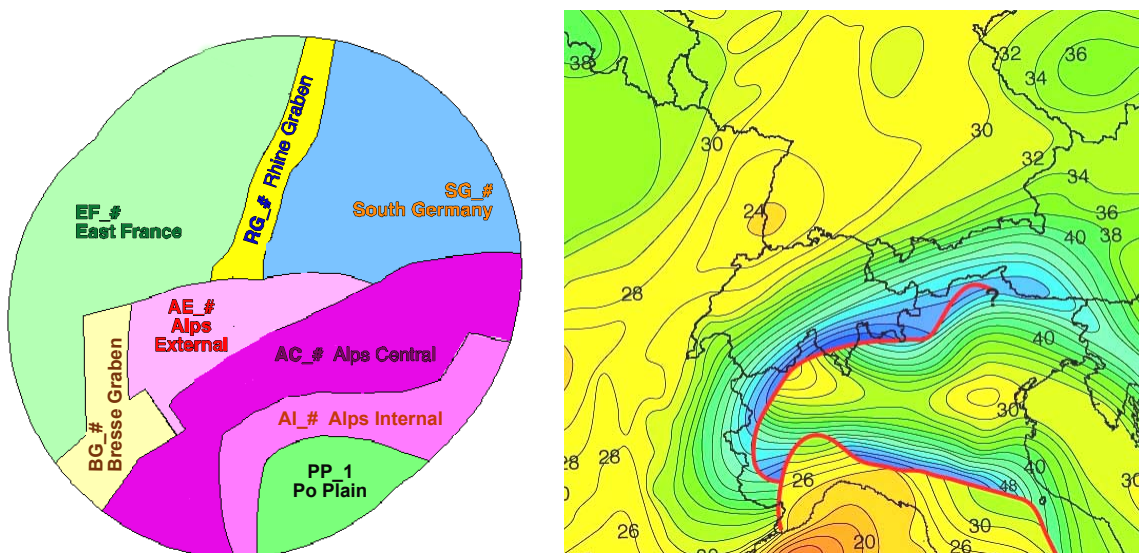 RG_# Rhine Graben
SG_#
South Germany
EF_#
East France
AE_#
Alps
External
AC_# Alps Central
AI_# Alps Internal
BG_#
Bresse Graben
PP_1
Po Plain
38
32
36
34
30
30
32
34
24
36
40
38
28
40
30
28
28
26
40
48
30
26
30
26
20
26